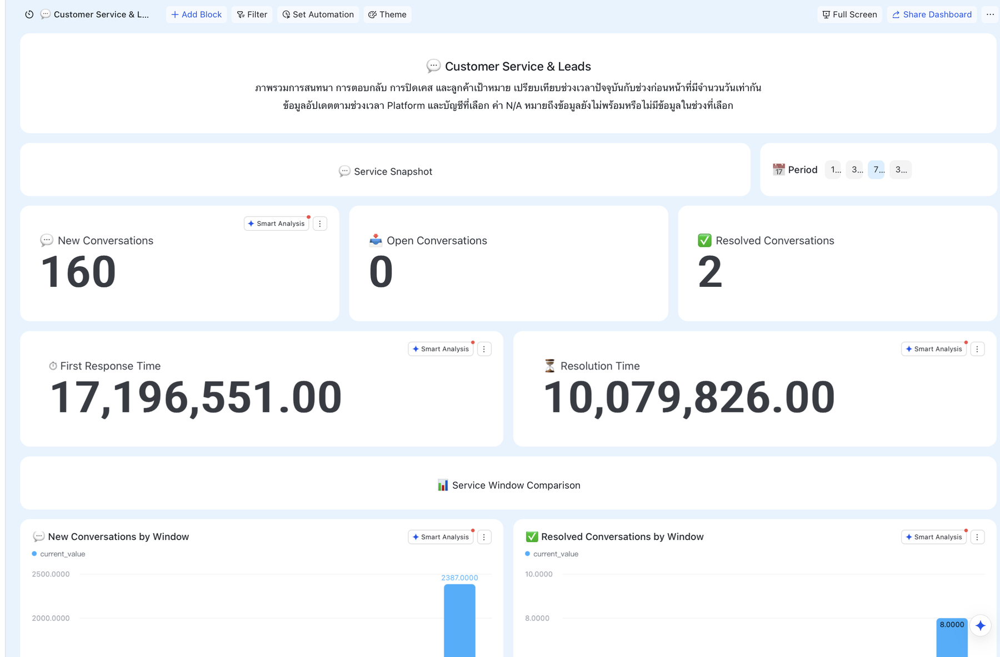 Customer Service & L...
+ Add Block
Filter
Set Automation
Theme
Full Screen
Share Dashboard
Customer Service & Leads
ภาพรวมการสนทนา การตอบกลับ การปิดเคส และลูกค้าเป้าหมาย เปรียบเทียบช่วงเวลาปัจจุบันกับช่วงก่อนหน้าที่มีจำนวนวันเท่ากัน
ข้อมูลอัปเดตตามช่วงเวลา Platform และบัญชีที่เลือก ค่า N/A หมายถึงข้อมูลยังไม่พร้อมหรือไม่มีข้อมูลในช่วงที่เลือก
Service Snapshot
17
Period
1...
3...
7...
3...
Smart Analysis
New Conversations
160
Open Conversations
0
Resolved Conversations
2
Smart Analysis
First Response Time
17,196,551.00
Smart Analysis
Resolution Time
10,079,826.00
Service Window Comparison
New Conversations by Window
Smart Analysis
current_value
2500.0000
2387.0000
2000.0000
Resolved Conversations by Window
Smart Analysis
current_value
10.0000
8.0000
8.0000